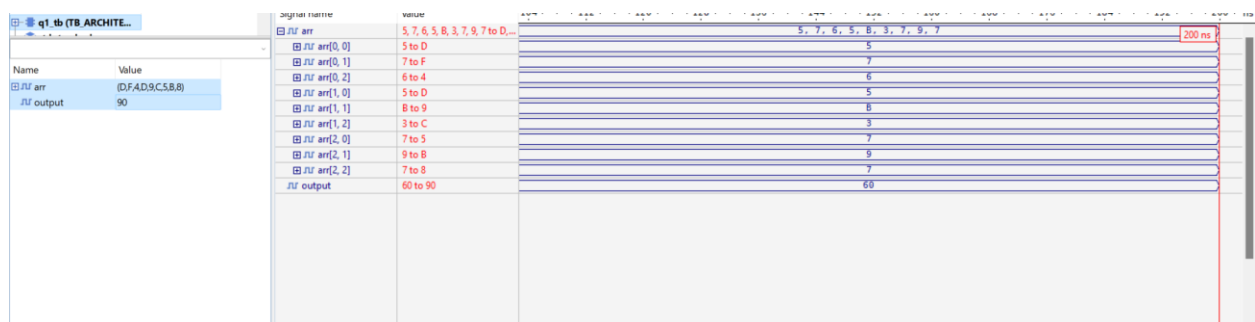 q1_tb (TB_ARCHITE...
Name Value
arr (D,F,4,D,9,C,5,B,8)
output 90
Signal name Value
arr 5, 7, 6, 5, B, 3, 7, 9, 7 to D,... 5, 7, 6, 5, B, 3, 7, 9, 7
200 ns
arr[0, 0] 5 to D 5
arr[0, 1] 7 to F 7
arr[0, 2] 6 to 4 6
arr[1, 0] 5 to D 5
arr[1, 1] B to 9 B
arr[1, 2] 3 to C 3
arr[2, 0] 7 to 5 7
arr[2, 1] 9 to B 9
arr[2, 2] 7 to 8 7
output 60 to 90 60